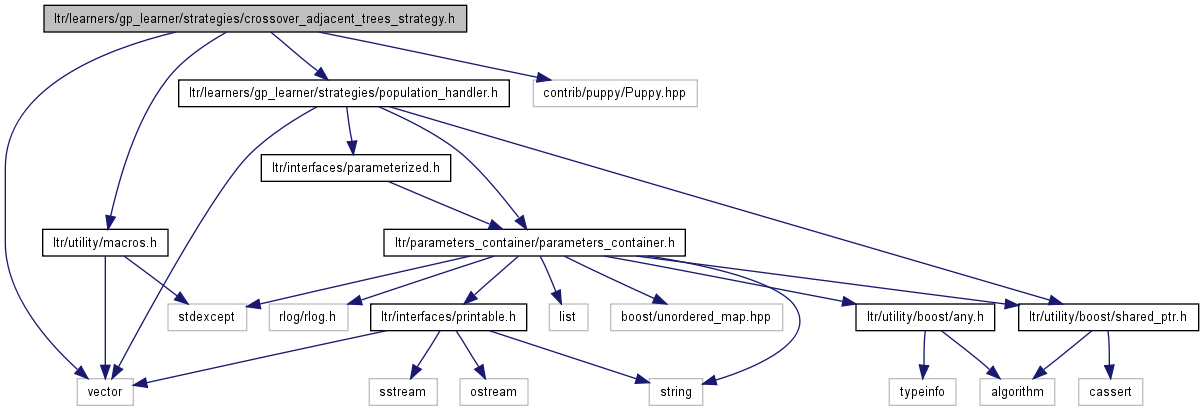 ltr/learners/gp_learner/strategies/crossover_adjacent_trees_strategy.h
ltr/learners/gp_learner/strategies/population_handler.h
contrib/puppy/Puppy.hpp
ltr/interfaces/parameterized.h
ltr/utility/macros.h
ltr/parameters_container/parameters_container.h
stdexcept
rlog/rlog.h
ltr/interfaces/printable.h
list
boost/unordered_map.hpp
ltr/utility/boost/any.h
ltr/utility/boost/shared_ptr.h
vector
sstream
ostream
string
typeinfo
algorithm
cassert